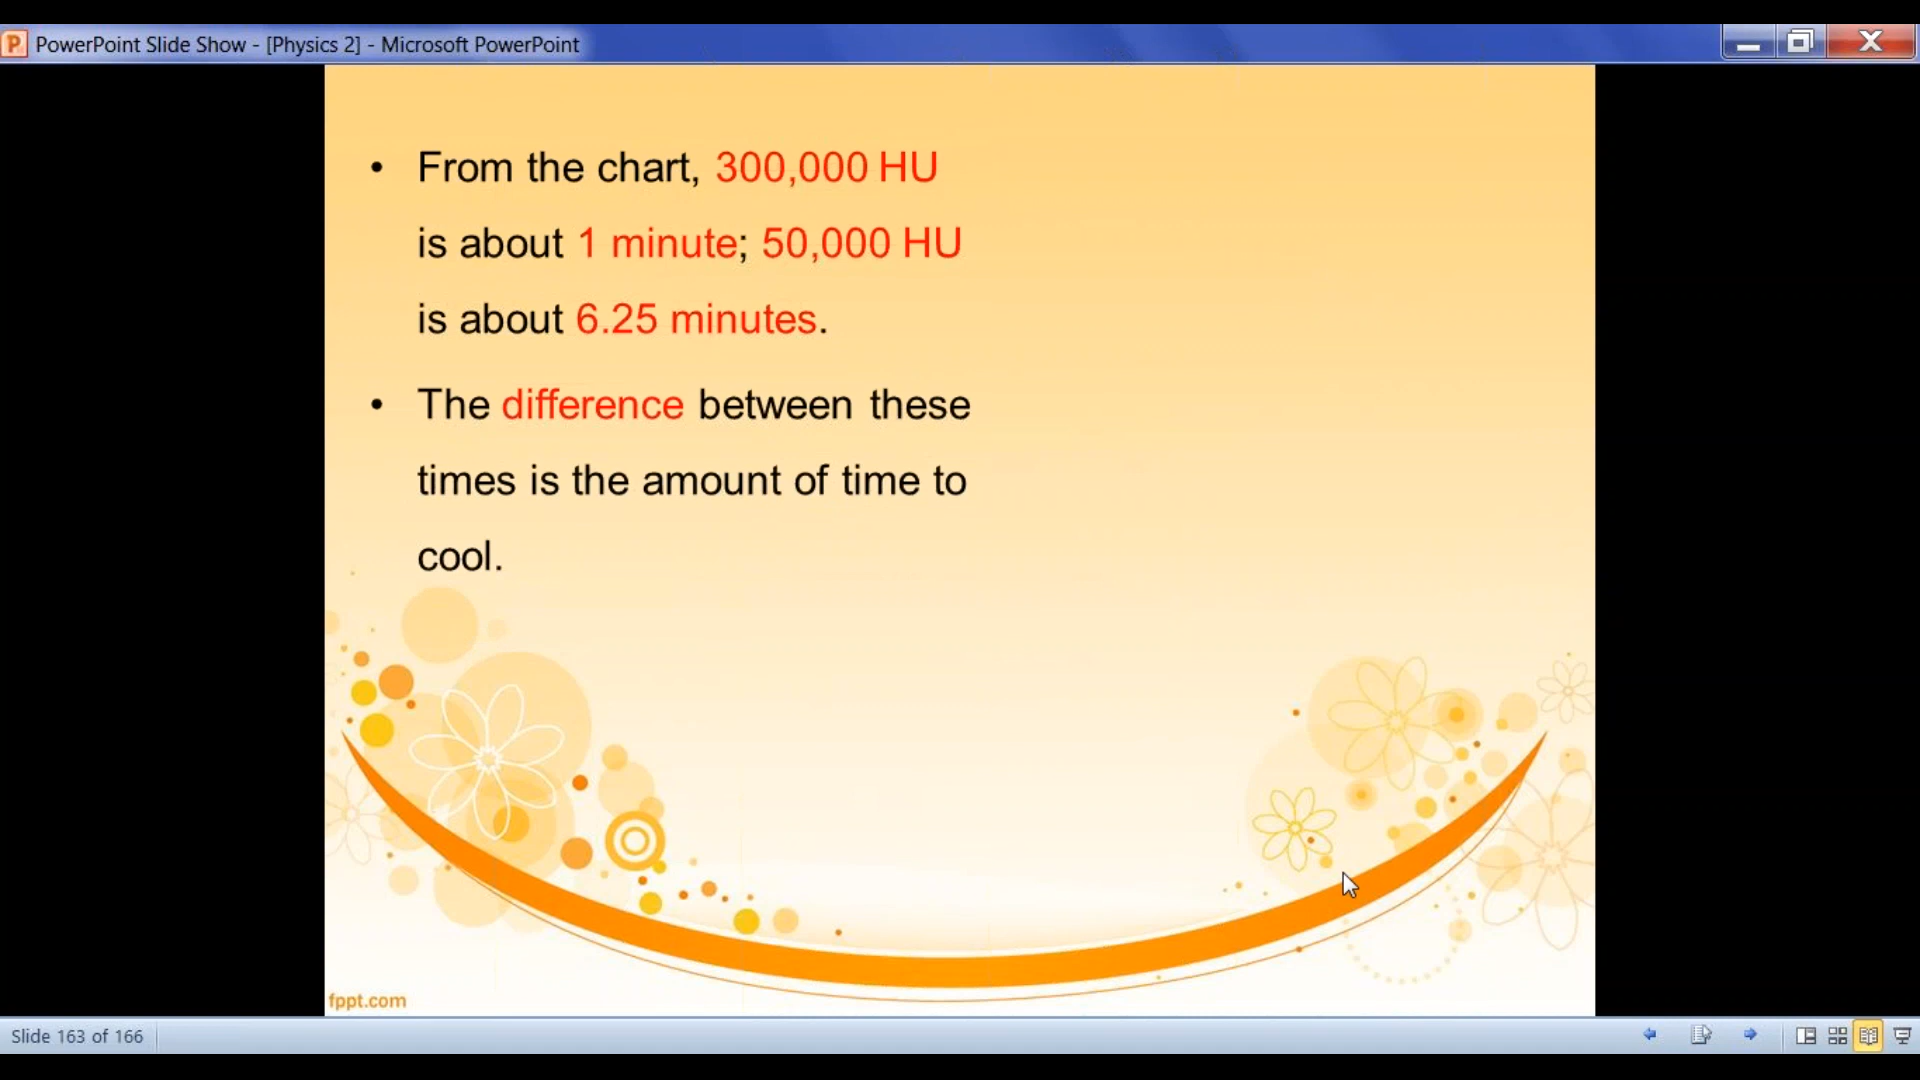 PowerPoint Slide Show - [Physics 2] - Microsoft PowerPoint
• From the chart, 300,000 HU
is about 1 minute; 50,000 HU
is about 6.25 minutes.
• The difference between these
times is the amount of time to
cool.
fppt.com
Slide 163 of 166